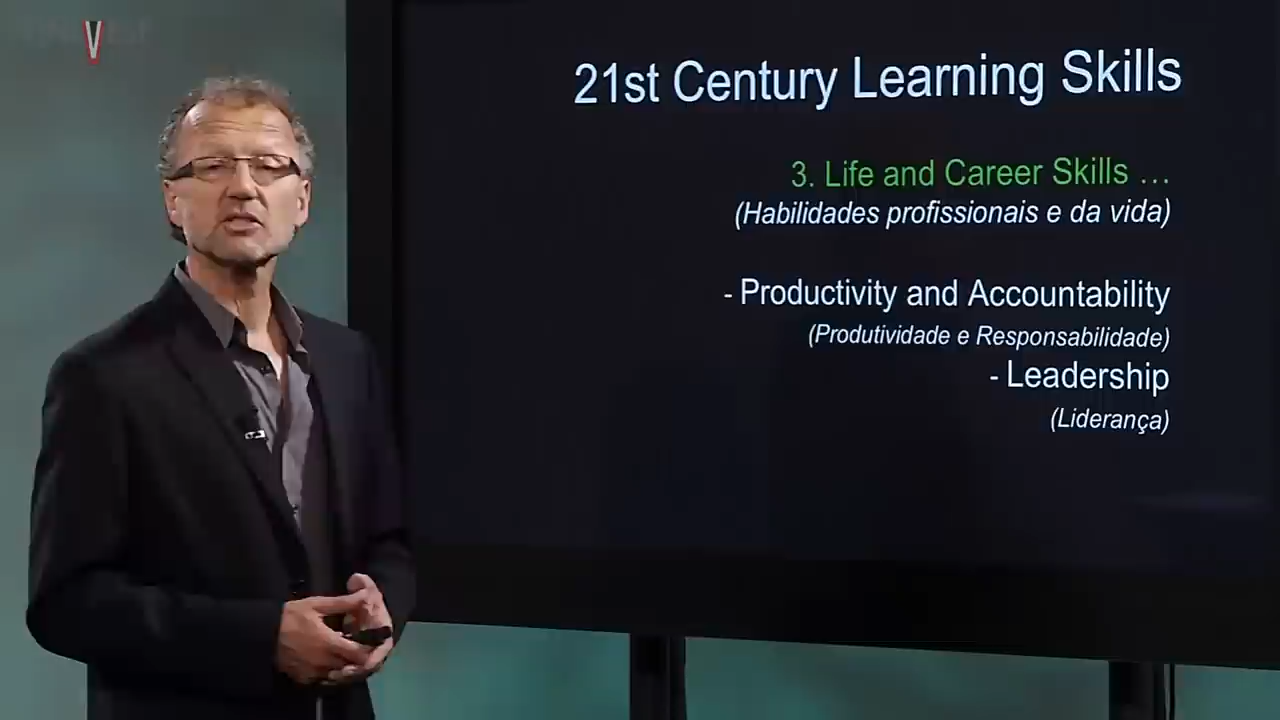 21st Century Learning Skills
3. Life and Career Skills ...
(Habilidades profissionais e da vida)
- Productivity and Accountability
(Produtividade e Responsabilidade)
- Leadership
(Liderança)